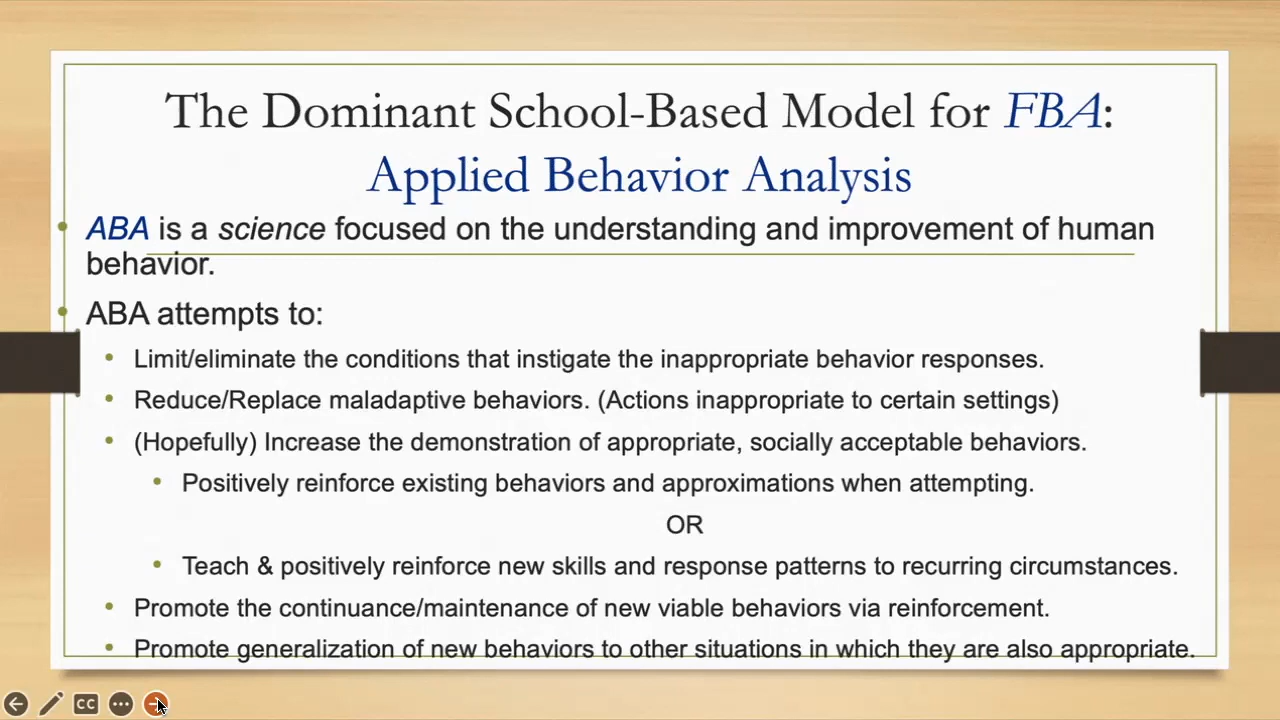 The Dominant School-Based Model for FBA:
Applied Behavior Analysis
• ABA is a science focused on the understanding and improvement of human
behavior.
• ABA attempts to:
• Limit/eliminate the conditions that instigate the inappropriate behavior responses.
• Reduce/Replace maladaptive behaviors. (Actions inappropriate to certain settings)
• (Hopefully) Increase the demonstration of appropriate, socially acceptable behaviors.
• Positively reinforce existing behaviors and approximations when attempting.
OR
• Teach & positively reinforce new skills and response patterns to recurring circumstances.
• Promote the continuance/maintenance of new viable behaviors via reinforcement.
• Promote generalization of new behaviors to other situations in which they are also appropriate.
CC